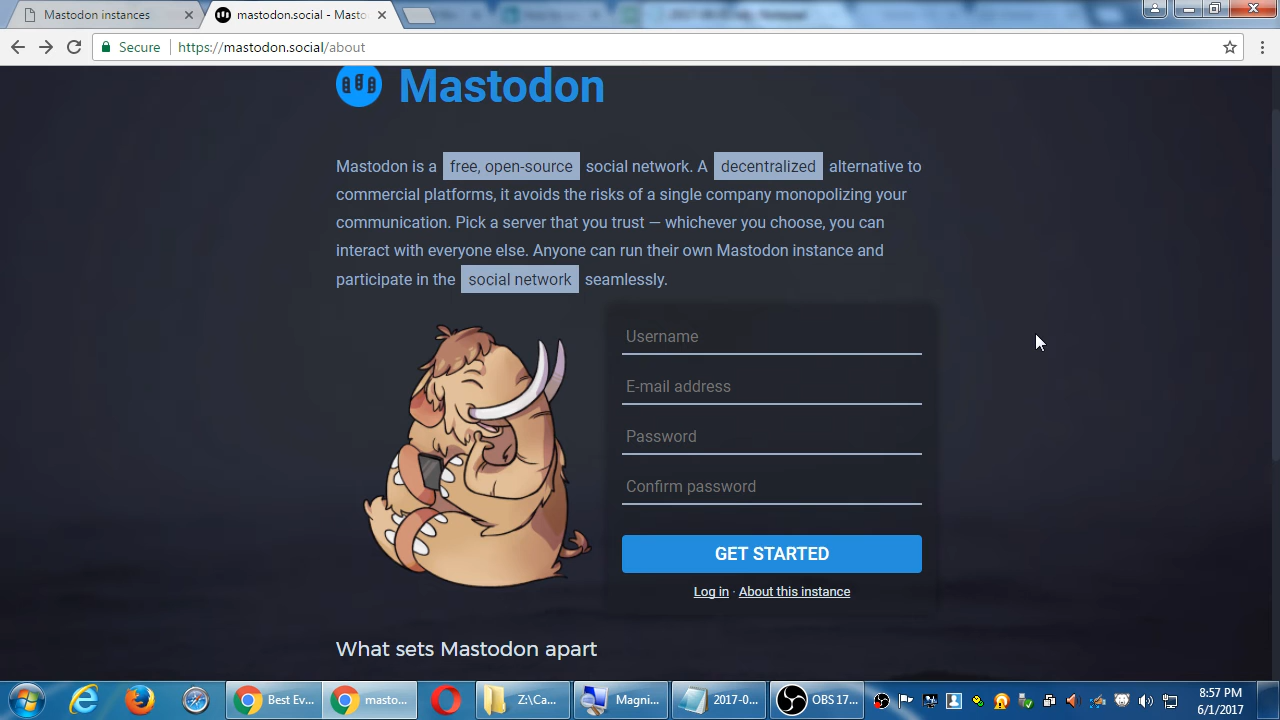 Mastodon instances
mastodon.social - Masto
Secure
https://mastodon.social/about
Mastodon
Mastodon is a free, open-source social network. A decentralized alternative to
commercial platforms, it avoids the risks of a single company monopolizing your
communication. Pick a server that you trust — whichever you choose, you can
interact with everyone else. Anyone can run their own Mastodon instance and
participate in the social network seamlessly.
Username
E-mail address
Password
Confirm password
GET STARTED
Log in · About this instance
What sets Mastodon apart
Best Ev...
masto...
Z:\Ca...
Magni...
2017-0...
OBS 17...
8:57 PM
6/1/2017